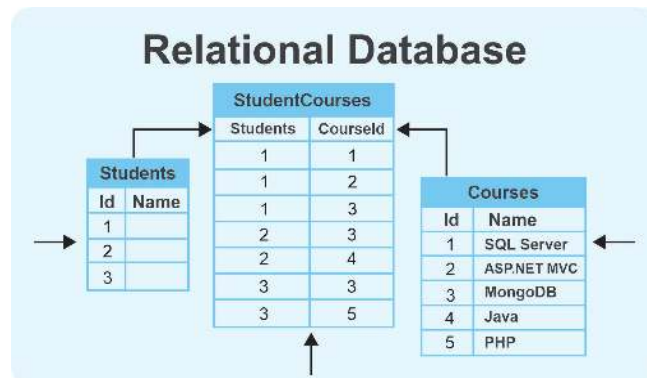 Relational Database
StudentCourses
Students CourseId
1 1
1 2
1 3
2 3
2 4
3 3
3 5
Students
Id Name
1
2
3
Courses
Id Name
1 SQL Server
2 ASP.NET MVC
3 MongoDB
4 Java
5 PHP